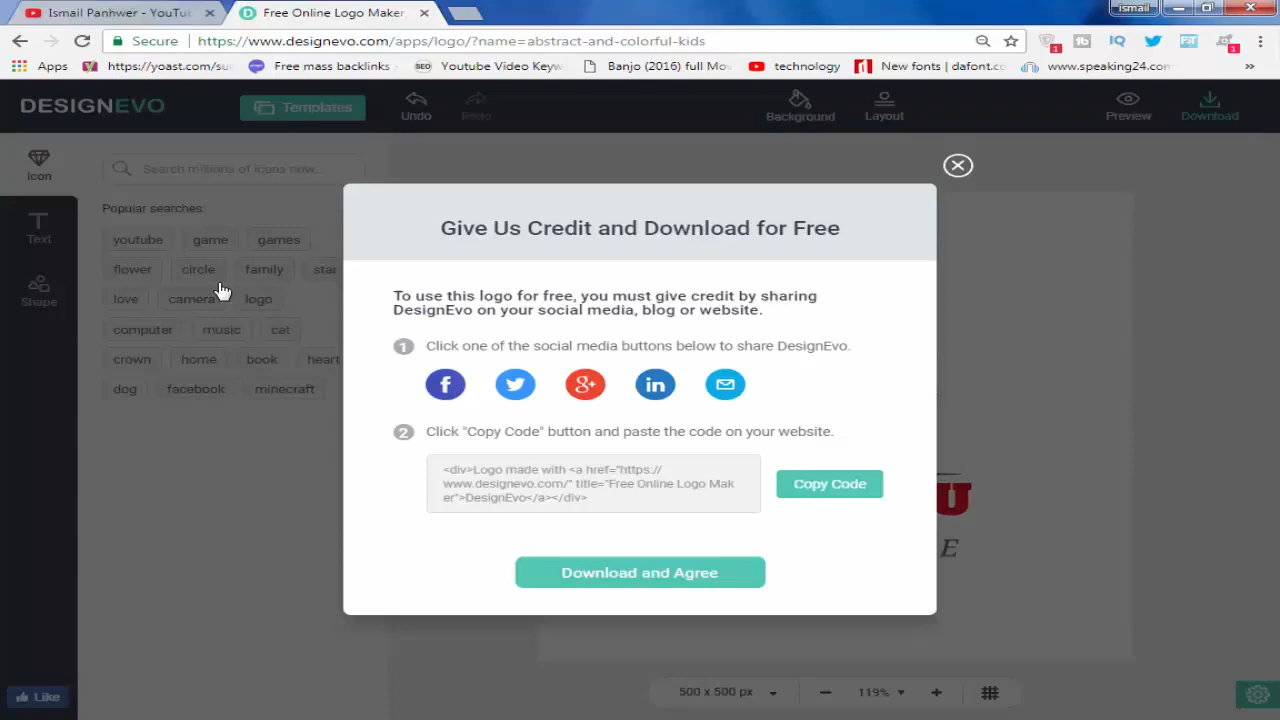 ismail
Ismail Panhwer - YouTu
Free Online Logo Maker,
Secure
https://www.designevo.com/apps/logo/?name=abstract-and-colorful-kids
1
IQ
1
Apps
https://yoast.com/su
Free mass backlinks
SEO
Youtube Video Keyw
Banjo (2016) full Mov
technology
New fonts | dafont.co
www.speaking24.com
»
DESIGNEVO
Templates
Undo
Redo
Background
Layout
Preview
Download
Icon
Text
Shape
Search millions of icons now...
Popular searches:
youtube
game
games
flower
circle
family
star
love
camera
logo
computer
music
cat
crown
home
book
heart
dog
facebook
minecraft
Give Us Credit and Download for Free
To use this logo for free, you must give credit by sharing
DesignEvo on your social media, blog or website.
1 Click one of the social media buttons below to share DesignEvo.
f
g+
in
2 Click "Copy Code" button and paste the code on your website.
<div>Logo made with <a href="https://
www.designevo.com/" title="Free Online Logo Mak
er">DesignEvo</a></div>
Copy Code
Download and Agree
U
E
Like
500 x 500 px
119%